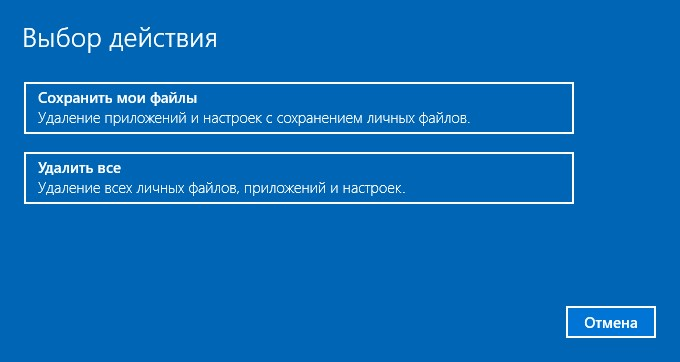 Выбор действия
Сохранить мои файлы
Удаление приложений и настроек с сохранением личных файлов.
Удалить все
Удаление всех личных файлов, приложений и настроек.
Отмена